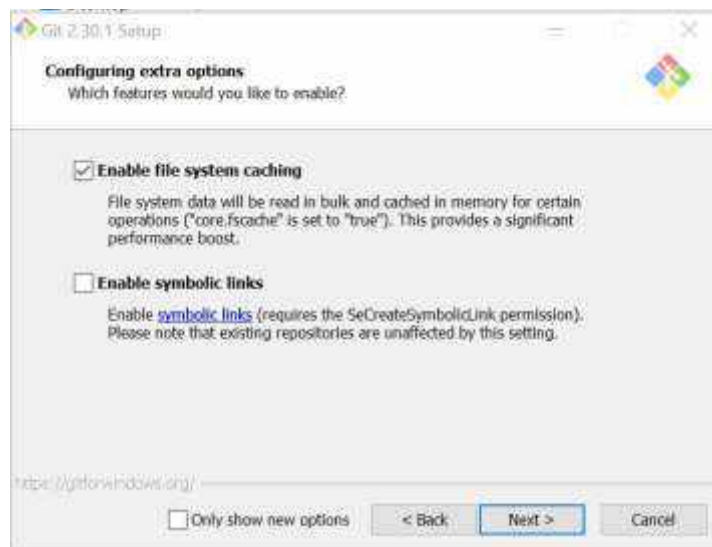 Git 2.30.1 Setup
Configuring extra options
Which features would you like to enable?
Enable file system caching
File system data will be read in bulk and cached in memory for certain
operations ("core.fscache" is set to "true"). This provides a significant
performance boost.
Enable symbolic links
Enable symbolic links (requires the SeCreateSymbolicLink permission).
Please note that existing repositories are unaffected by this setting.
https://gitforwindows.org/
Only show new options
< Back
Next >
Cancel